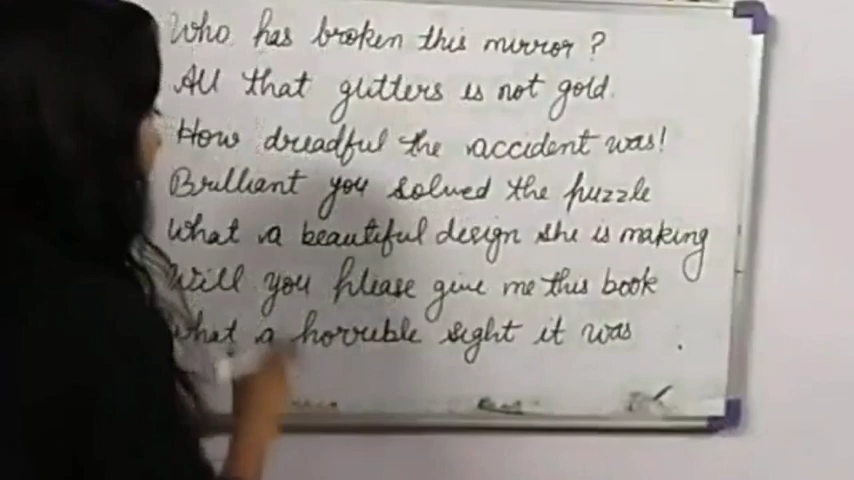 Who has broken this mirror?
All that glitters is not gold.
How dreadful the accident was!
Brilliant you solved the puzzle
What a beautiful design she is making
Will you please give me this book
What a horrible sight it was